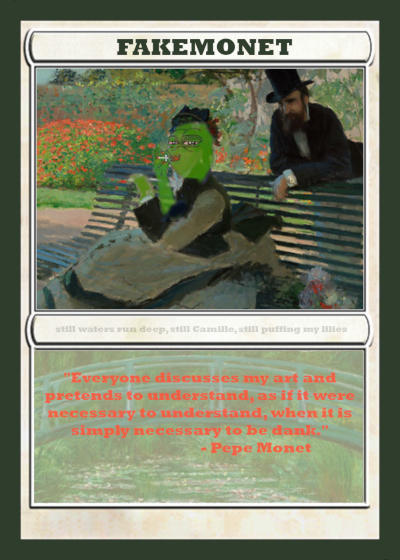 FAKEMONET
still waters run deep, still Camille, still puffing my lilies
"Everyone discusses my art and
pretends to understand, as if it were
necessary to understand, when it is
simply necessary to be dank."
- Pepe Monet